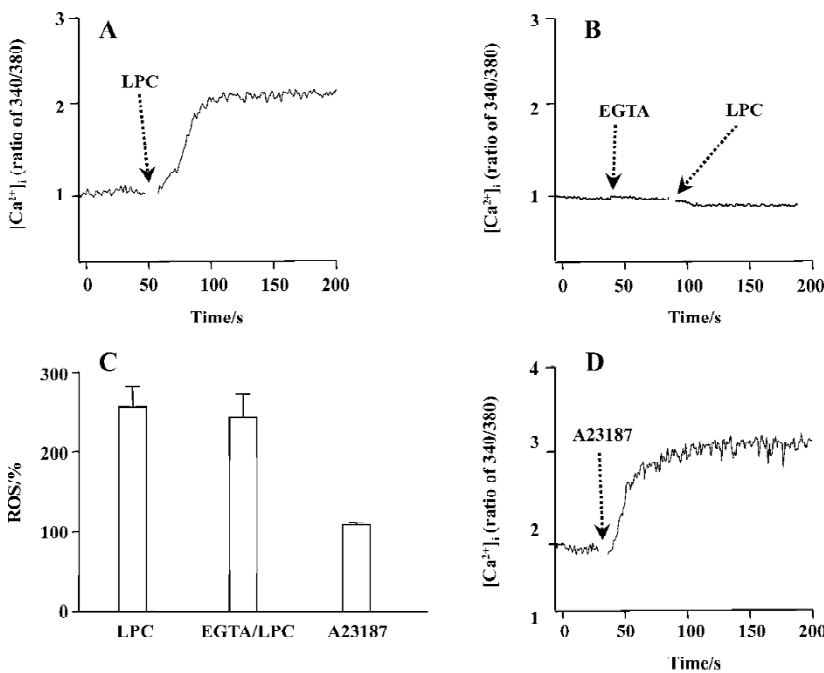 A
3
LPC
2
1
[Ca²⁺]ᵢ (ratio of 340/380)
0 50 100 150 200
Time/s
B
3
EGTA LPC
2
1
[Ca²⁺]ᵢ (ratio of 340/380)
0 50 100 150 200
Time/s
C
300
200
100
0
ROS/%
LPC EGTA/LPC A23187
D
4
A23187
3
2
1
[Ca²⁺]ᵢ (ratio of 340/380)
0 50 100 150 200
Time/s